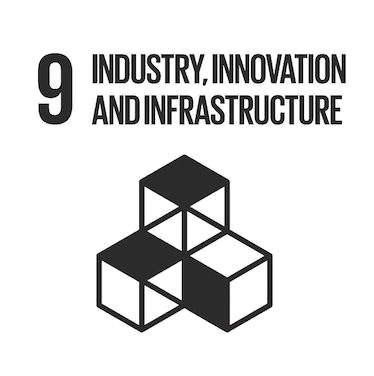 9 INDUSTRY, INNOVATION
AND INFRASTRUCTURE